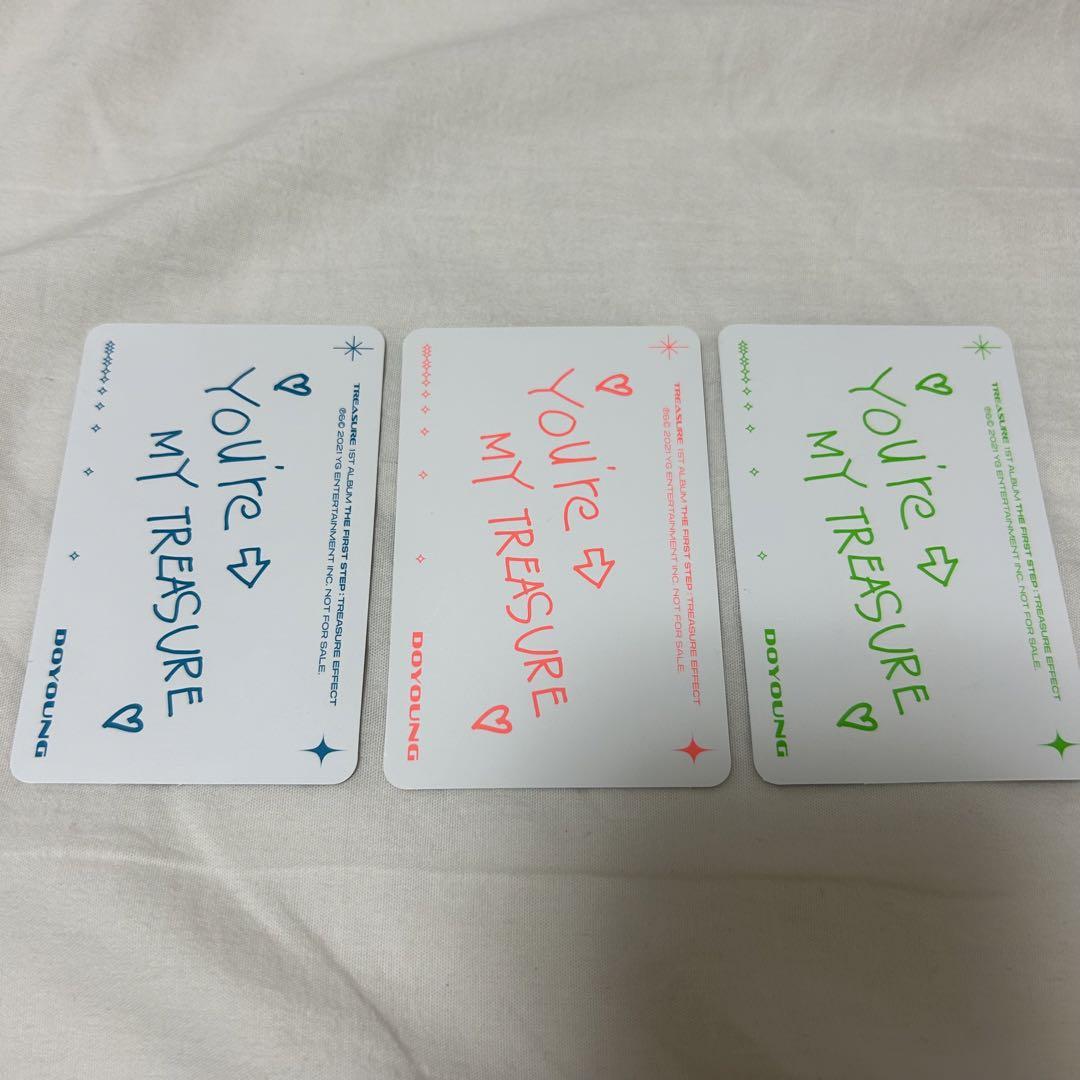 TREASURE 1ST ALBUM THE FIRST STEP : TREASURE EFFECT
℗&© 2021 YG ENTERTAINMENT INC. NOT FOR SALE.
You're
MY TREASURE
DOYOUNG
TREASURE 1ST ALBUM THE FIRST STEP : TREASURE EFFECT
℗&© 2021 YG ENTERTAINMENT INC. NOT FOR SALE.
You're
MY TREASURE
DOYOUNG
TREASURE 1ST ALBUM THE FIRST STEP : TREASURE EFFECT
℗&© 2021 YG ENTERTAINMENT INC. NOT FOR SALE.
You're
MY TREASURE
DOYOUNG